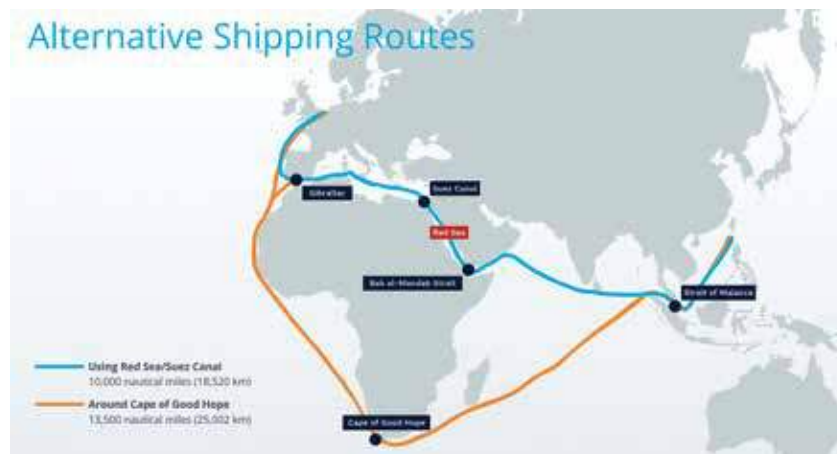 Alternative Shipping Routes
Suez Canal
Gibraltar
Red Sea
Bab al-Mandab Strait
Strait of Malacca
Using Red Sea/Suez Canal
10,000 nautical miles (18,520 km)
Around Cape of Good Hope
13,500 nautical miles (25,002 km)
Cape of Good Hope